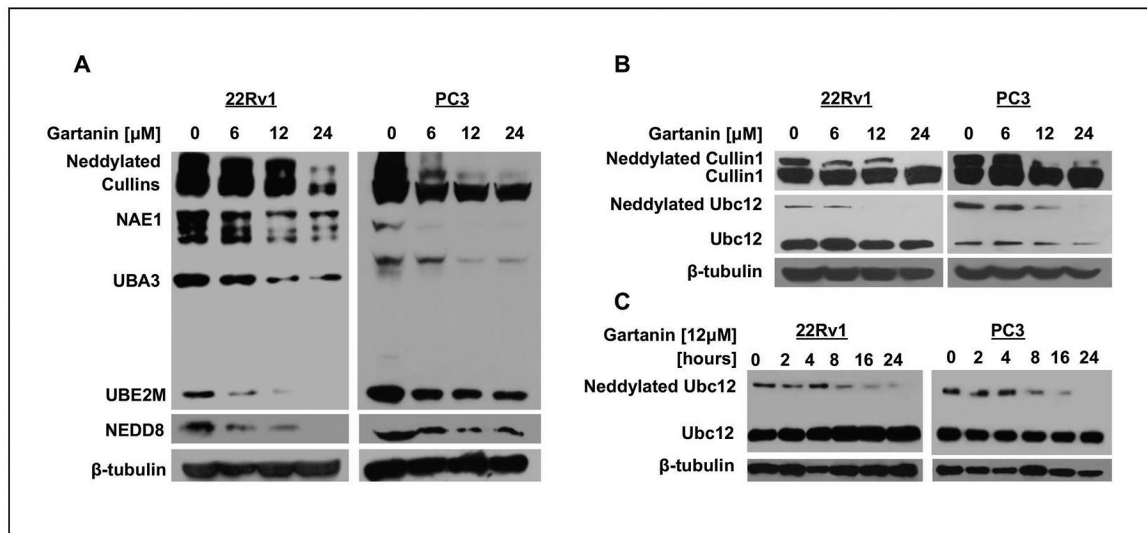 A
22Rv1
PC3
Gartanin [μM]
0 6 12 24
0 6 12 24
Neddylated
Cullins
NAE1
UBA3
UBE2M
NEDD8
β-tubulin
B
22Rv1
PC3
Gartanin [μM]
0 6 12 24
0 6 12 24
Neddylated Cullin1
Cullin1
Neddylated Ubc12
Ubc12
β-tubulin
C
Gartanin [12μM]
22Rv1
PC3
[hours]
0 2 4 8 16 24
0 2 4 8 16 24
Neddylated Ubc12
Ubc12
β-tubulin